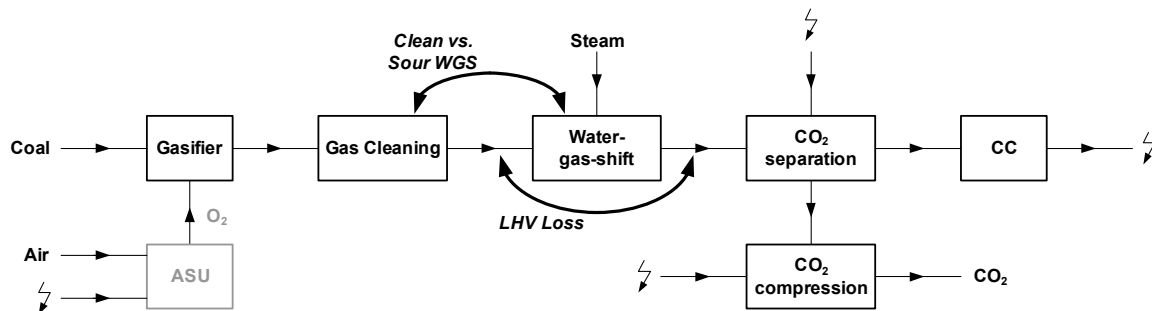 Clean vs.
Sour WGS
Steam
Coal
Gasifier
Gas Cleaning
Water-
gas-shift
CO₂
separation
CC
O₂
LHV Loss
Air
ASU
CO₂
compression
CO₂